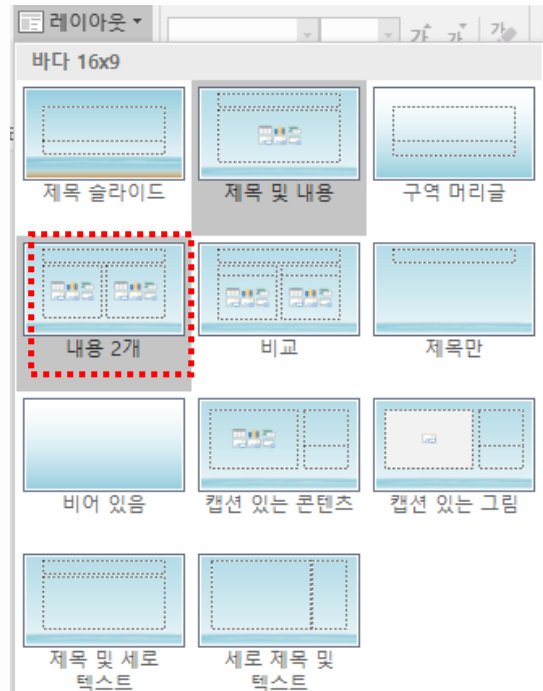 레이아웃
가 가 가
바다 16x9
제목 슬라이드
제목 및 내용
구역 머리글
내용 2개
비교
제목만
비어 있음
캡션 있는 콘텐츠
캡션 있는 그림
제목 및 세로
텍스트
세로 제목 및
텍스트